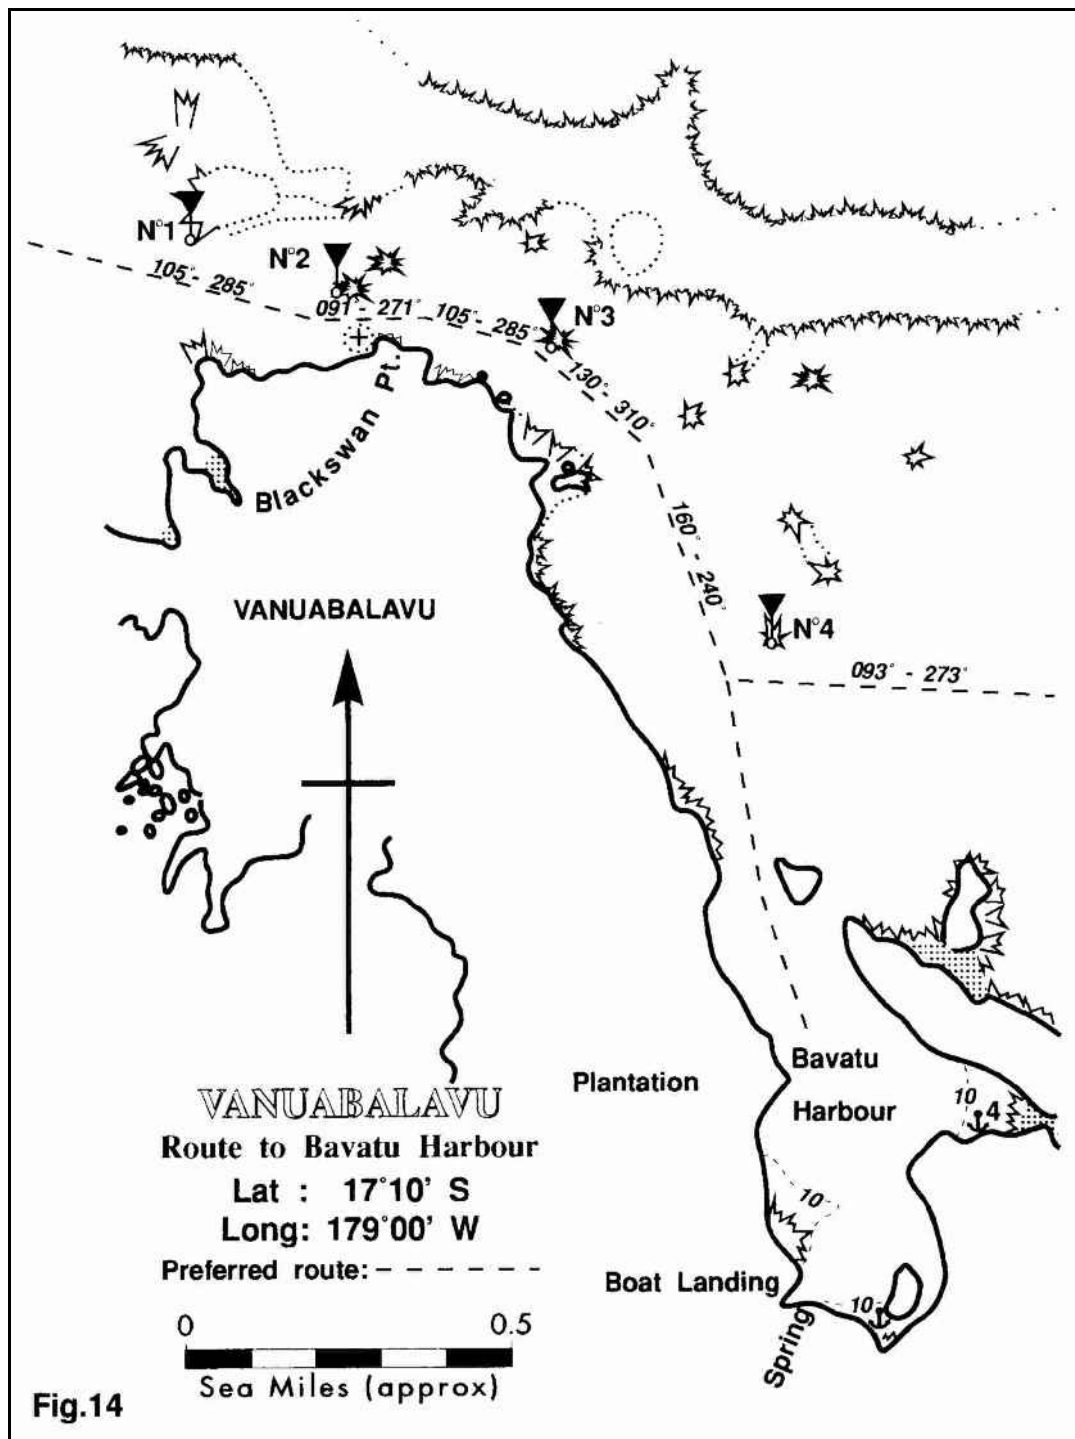 N°1
105° - 285°
N°2
091° - 271°
105° - 285°
N°3
130° - 310°
Blackswan Pt.
160° - 240°
VANUABALAVU
N°4
093° - 273°
Bavatu
Harbour
Plantation
10
4
10
10
Boat Landing
Spring
VANUABALAVU
Route to Bavatu Harbour
Lat : 17°10' S
Long: 179°00' W
Preferred route:
0 0.5
Sea Miles (approx)
Fig.14